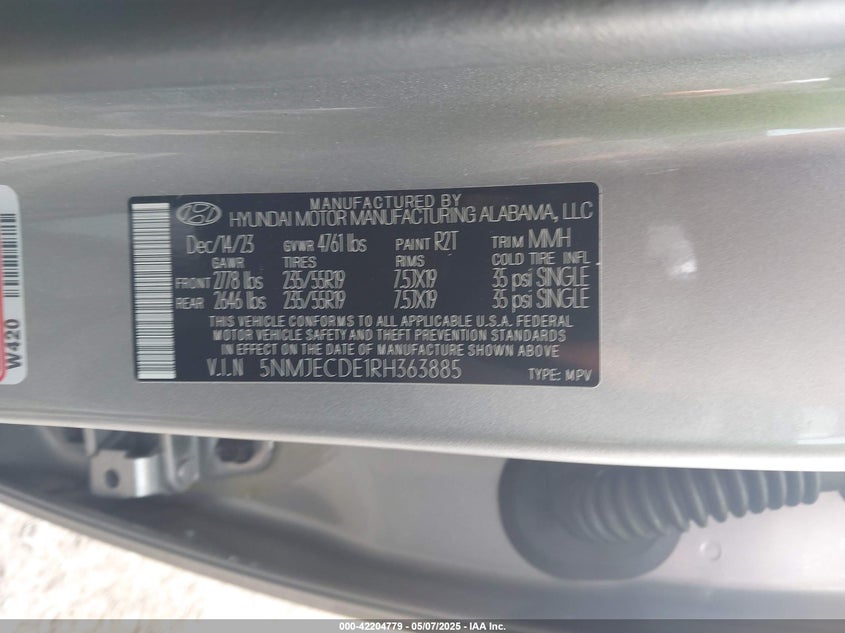 MANUFACTURED BY
HYUNDAI MOTOR MANUFACTURING ALABAMA, LLC
Dec/14/23 GVWR 4761 lbs PAINT R2T TRIM MMH
GAWR TIRES RIMS COLD TIRE INFL.
FRONT 2778 lbs 235/55R19 7.5JX19 35 psi SINGLE
REAR 2646 lbs 235/55R19 7.5JX19 35 psi SINGLE
THIS VEHICLE CONFORMS TO ALL APPLICABLE U.S.A. FEDERAL
MOTOR VEHICLE SAFETY AND THEFT PREVENTION STANDARDS
IN EFFECT ON THE DATE OF MANUFACTURE SHOWN ABOVE
V.I.N 5NMJECDE1RH363885 TYPE: MPV
W420
000-42204779 - 05/07/2025 - IAA Inc.